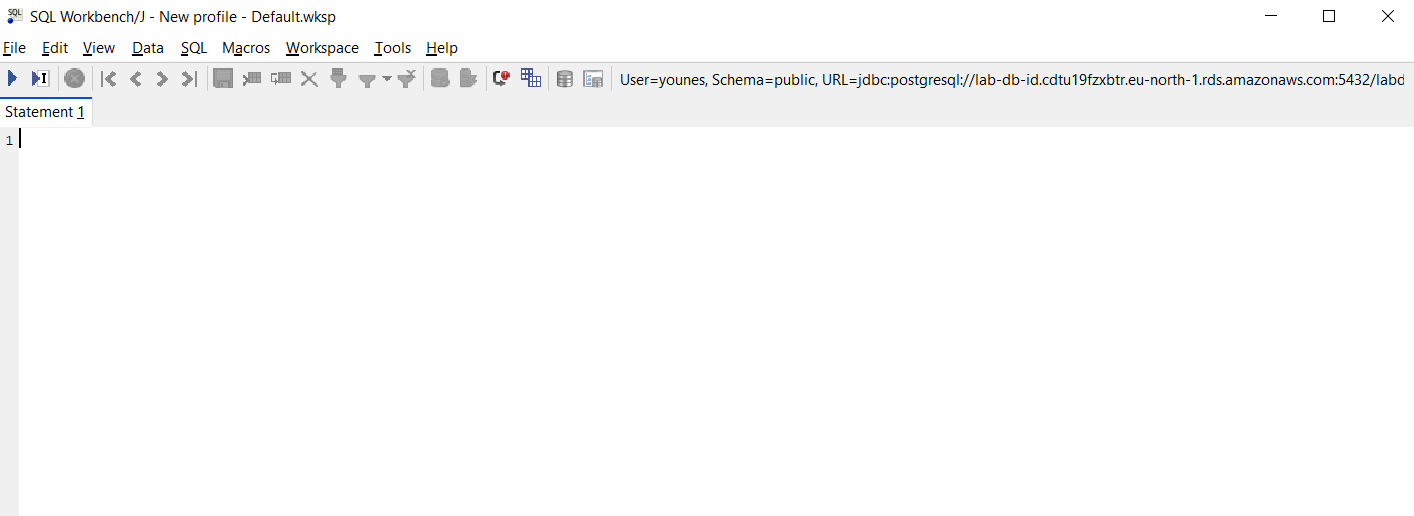 SQL Workbench/J - New profile - Default.wksp
File Edit View Data SQL Macros Workspace Tools Help
User=younes, Schema=public, URL=jdbc:postgresql://lab-db-id.cdtu19fzxbtr.eu-north-1.rds.amazonaws.com:5432/labd
Statement 1
1